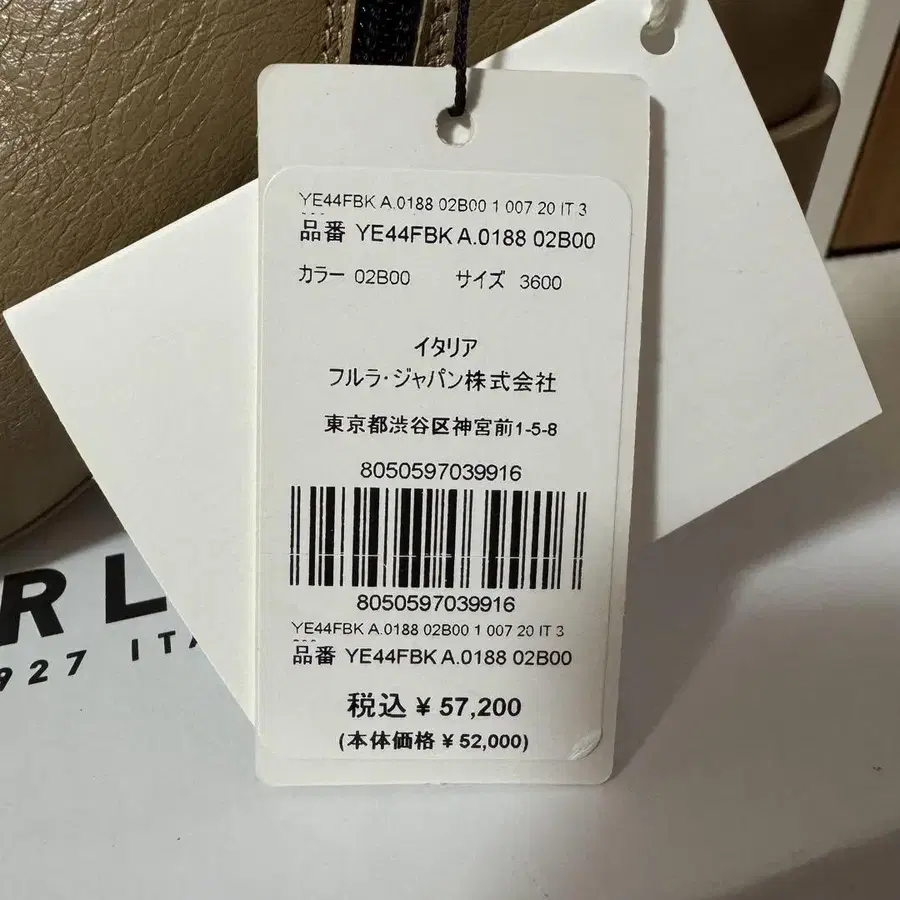 YE44FBK A.0188 02B00 1 007 20 IT 3
品番 YE44FBK A.0188 02B00
カラー 02B00 サイズ 3600
イタリア
フルラ・ジャパン株式会社
東京都渋谷区神宮前1-5-8
8050597039916
8050597039916
YE44FBK A.0188 02B00 1 007 20 IT 3
品番 YE44FBK A.0188 02B00
税込 ¥ 57,200
(本体価格 ¥ 52,000)
RL
927 ITA